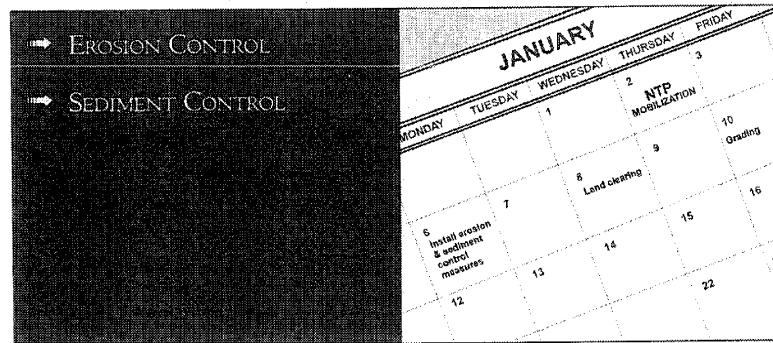 EROSION CONTROL
SEDIMENT CONTROL
JANUARY
MONDAY TUESDAY WEDNESDAY THURSDAY FRIDAY
1
2
NTP
MOBILIZATION
3
6
Install erosion
& sediment
control
measures
7
8
Land clearing
9
10
Grading
12
13
14
15
16
22